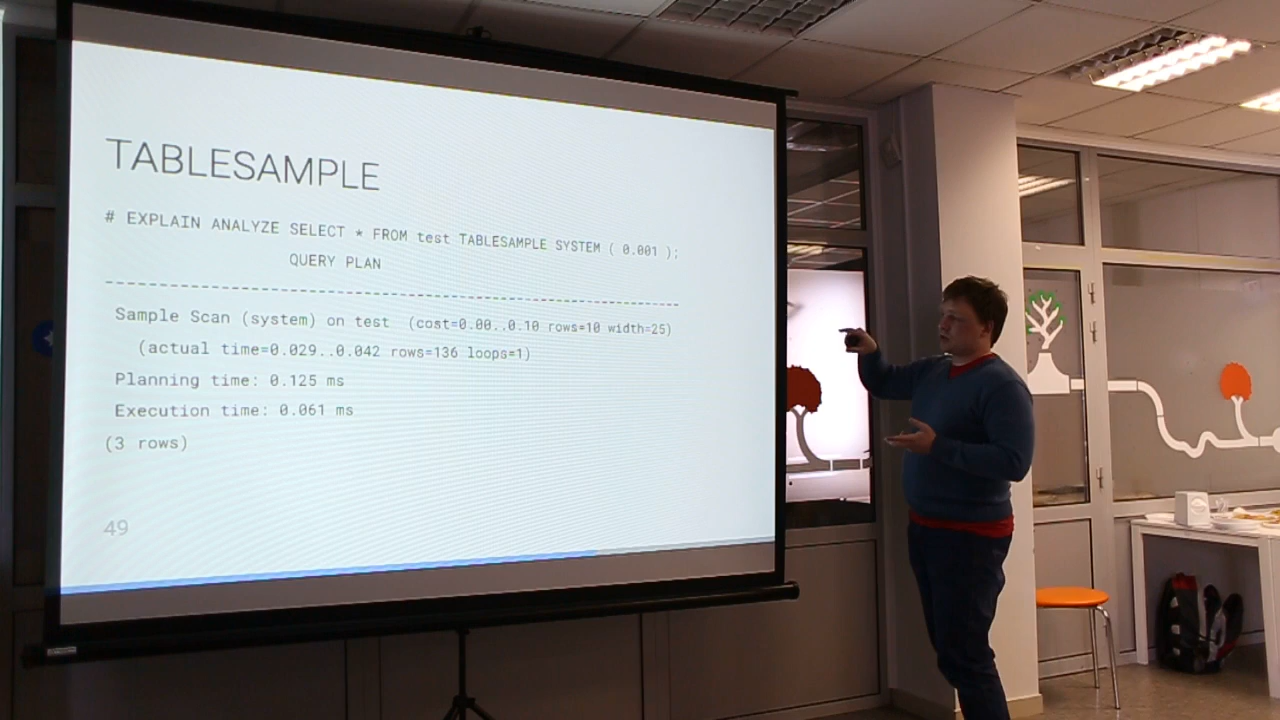 TABLESAMPLE
# EXPLAIN ANALYZE SELECT * FROM test TABLESAMPLE SYSTEM ( 0.001 );
QUERY PLAN
-------------------------------------------------------------------------
Sample Scan (system) on test (cost=0.00..0.10 rows=10 width=25)
(actual time=0.029..0.042 rows=136 loops=1)
Planning time: 0.125 ms
Execution time: 0.061 ms
(3 rows)
49